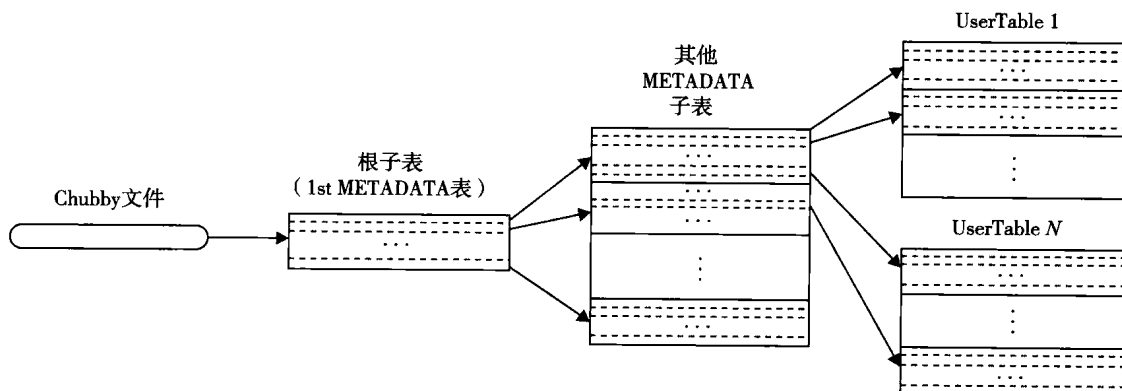 UserTable 1
...
...
⋮
其他
METADATA
子表
...
...
...
⋮
...
根子表
（1st METADATA表）
...
Chubby文件
UserTable N
...
⋮
...